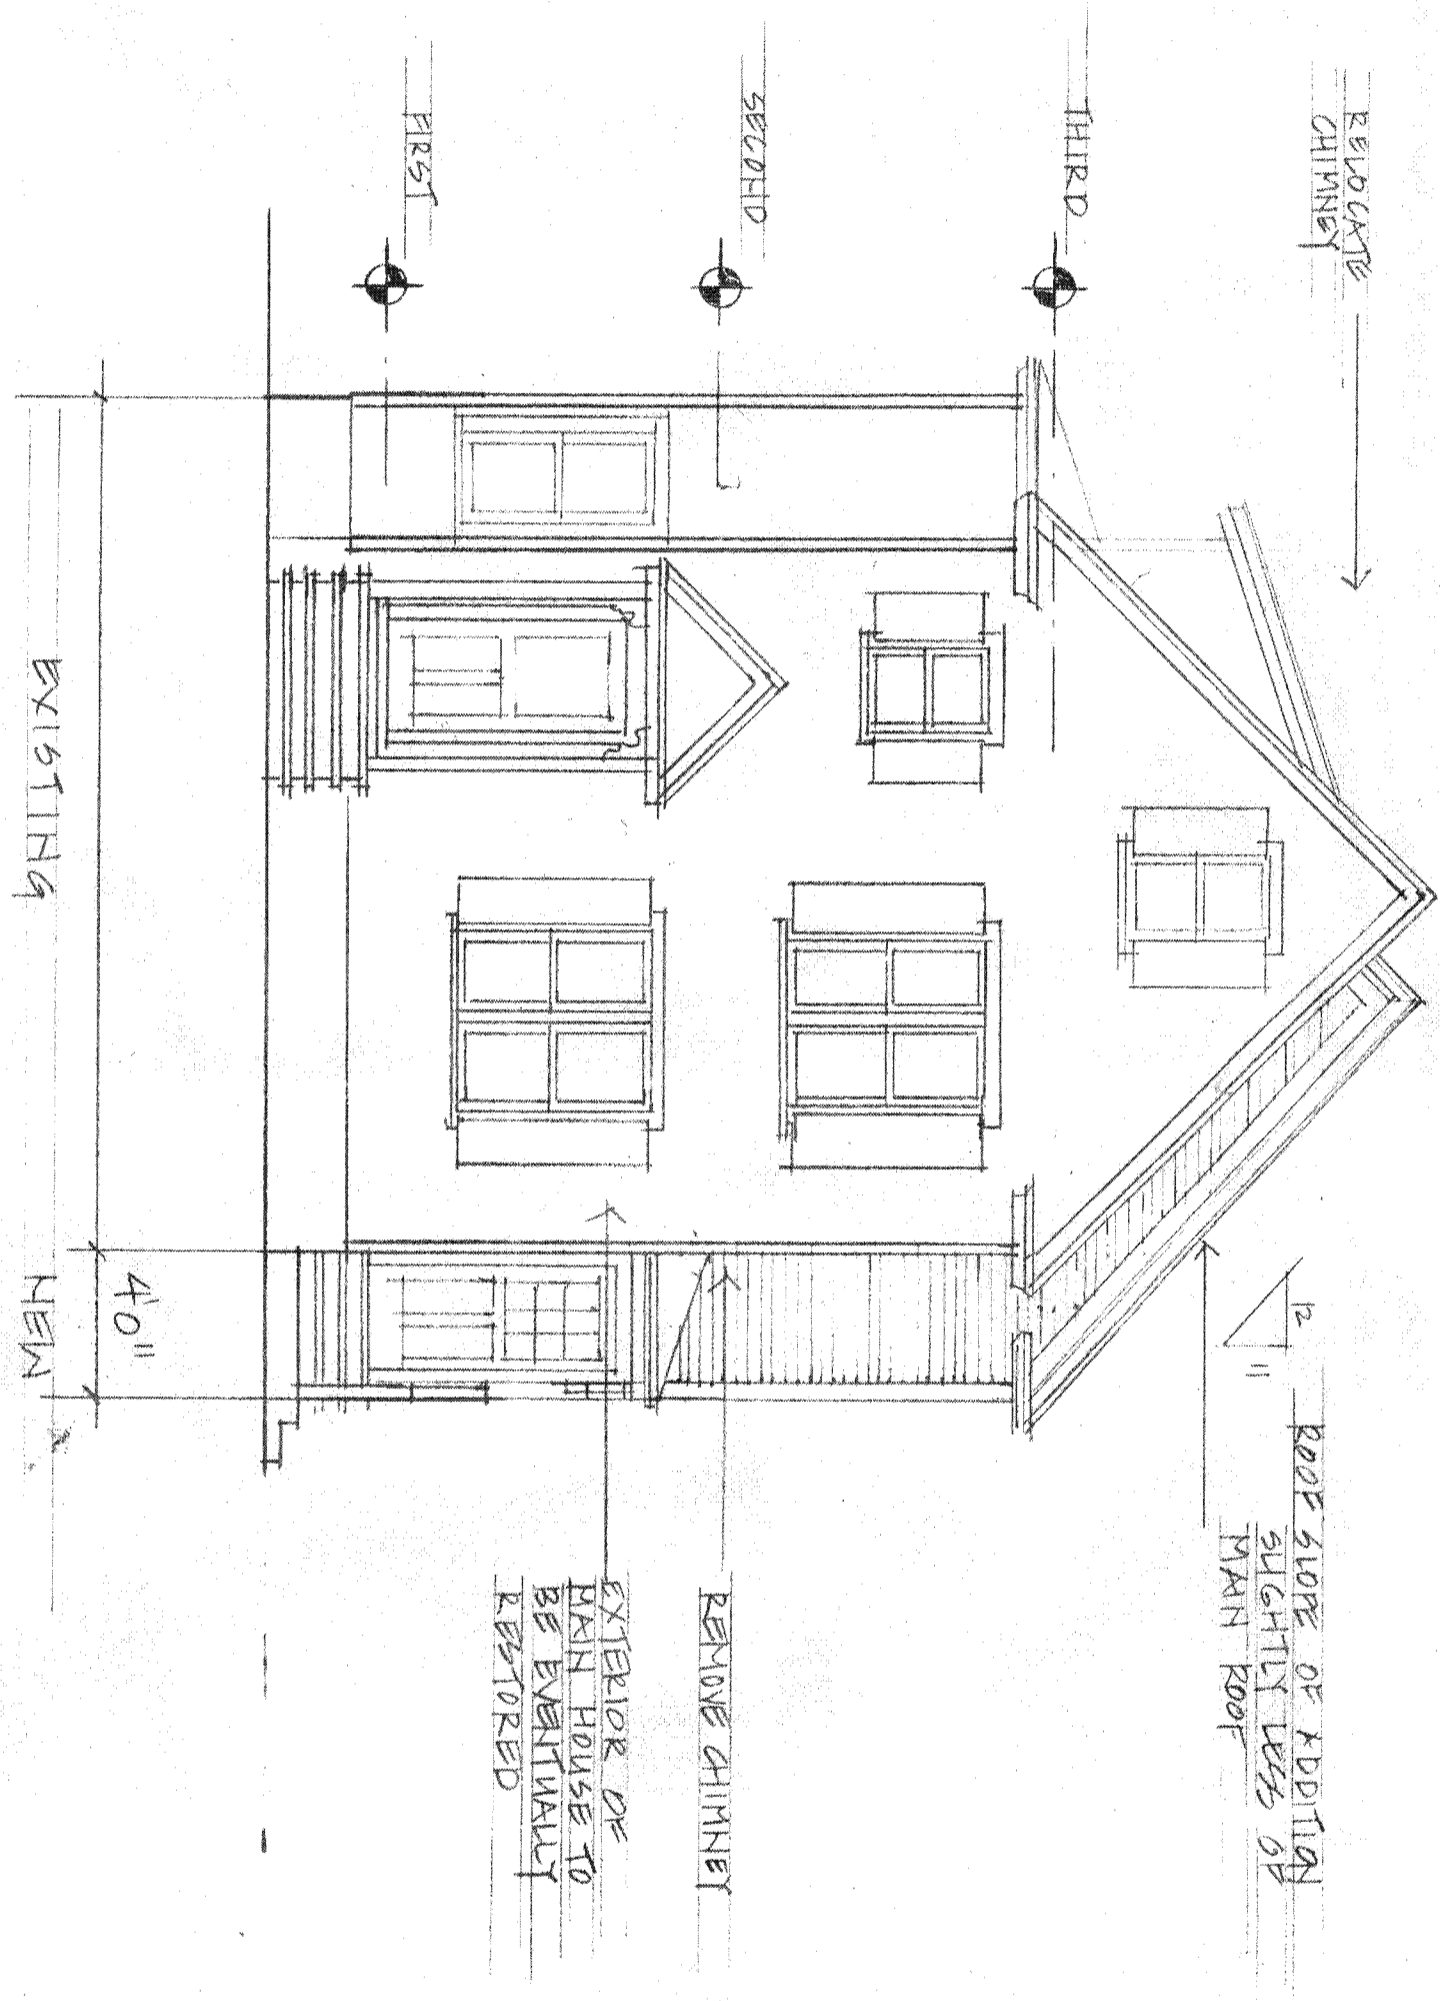 RELOCATE
CHIMNEY
THIRD
SECOND
FIRST
12
11
ROOF SLOPE OF ADDITION
SLIGHTLY LESS OF
MAIN ROOF
REMOVE CHIMNEY
EXTERIOR OF
MAIN HOUSE TO
BE EVENTUALLY
RESTORED
4'0"
EXISTING
NEW